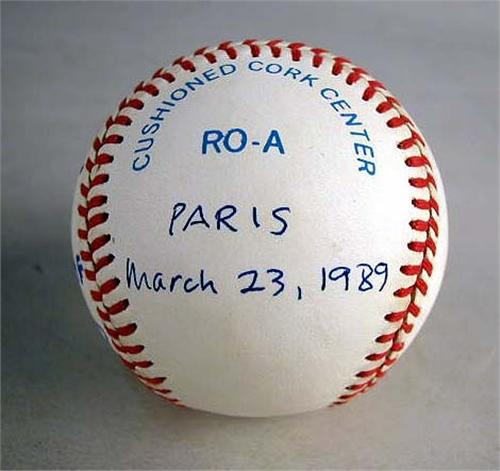 CUSHIONED CORK CENTER
RO-A
PARIS
March 23, 1989